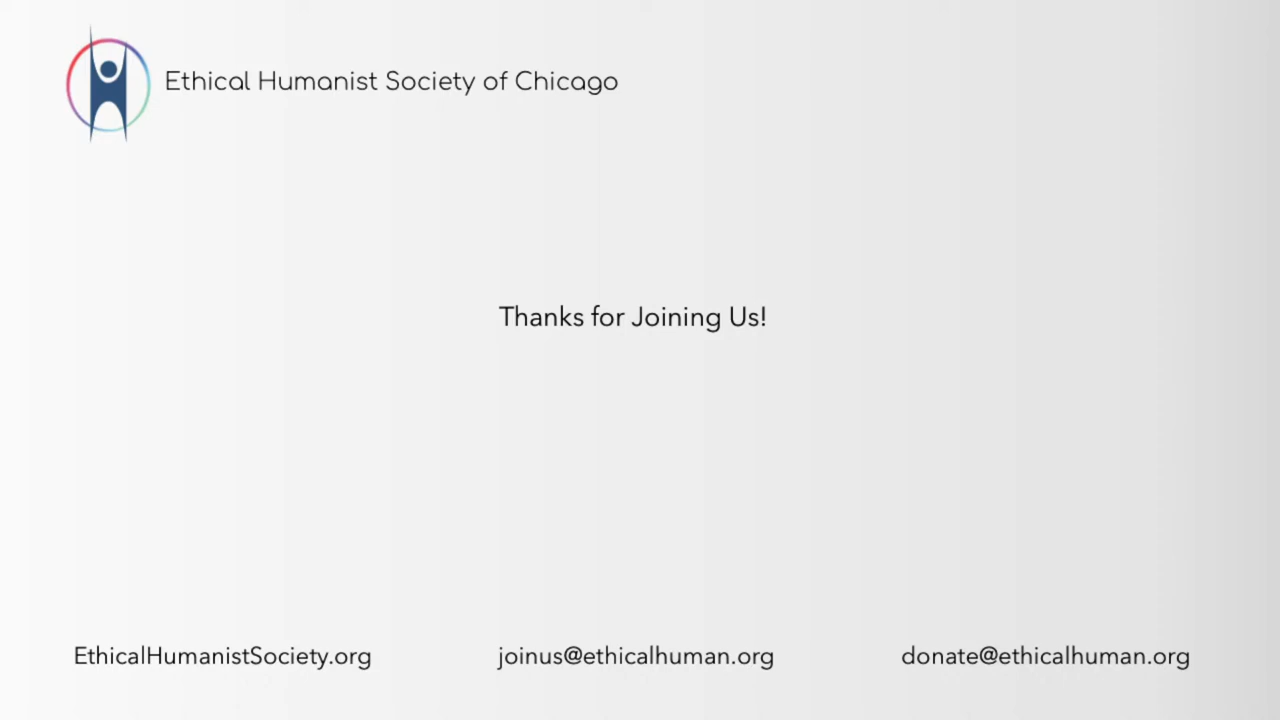 Ethical Humanist Society of Chicago
Thanks for Joining Us!
EthicalHumanistSociety.org
joinus@ethicalhuman.org
donate@ethicalhuman.org